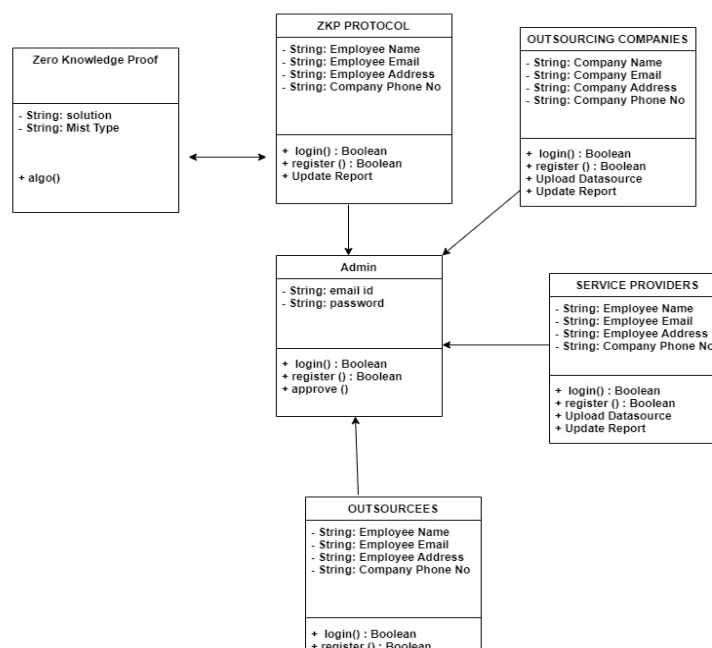 Zero Knowledge Proof
- String: solution
- String: Mist Type
+ algo()
ZKP PROTOCOL
- String: Employee Name
- String: Employee Email
- String: Employee Address
- String: Company Phone No
+ login() : Boolean
+ register () : Boolean
+ Update Report
OUTSOURCING COMPANIES
- String: Company Name
- String: Company Email
- String: Company Address
- String: Company Phone No
+ login() : Boolean
+ register () : Boolean
+ Upload Datasource
+ Update Report
Admin
- String: email id
- String: password
+ login() : Boolean
+ register () : Boolean
+ approve ()
SERVICE PROVIDERS
- String: Employee Name
- String: Employee Email
- String: Employee Address
- String: Company Phone No
+ login() : Boolean
+ register () : Boolean
+ Upload Datasource
+ Update Report
OUTSOURCEES
- String: Employee Name
- String: Employee Email
- String: Employee Address
- String: Company Phone No
+ login() : Boolean
+ register () : Boolean